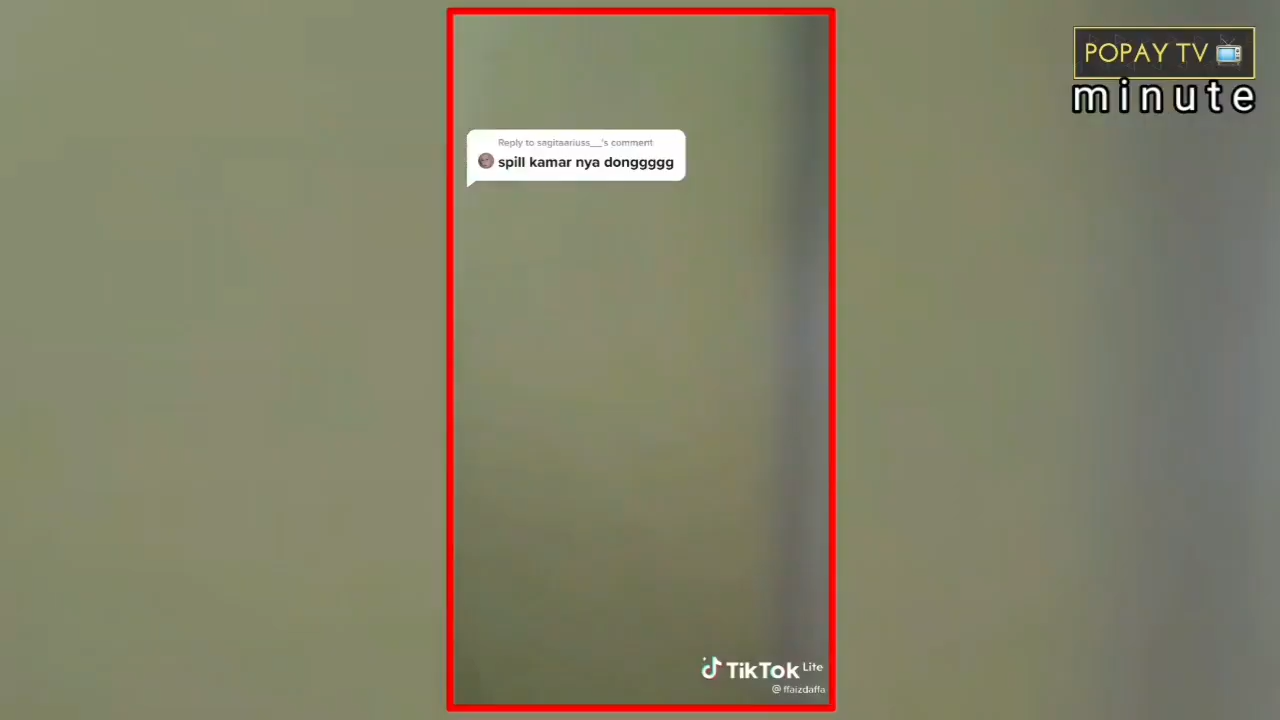 POPAY TV
minute
Reply to sagitaariuss__'s comment
spill kamar nya donggggg
TikTok Lite
@ffaizdaffa